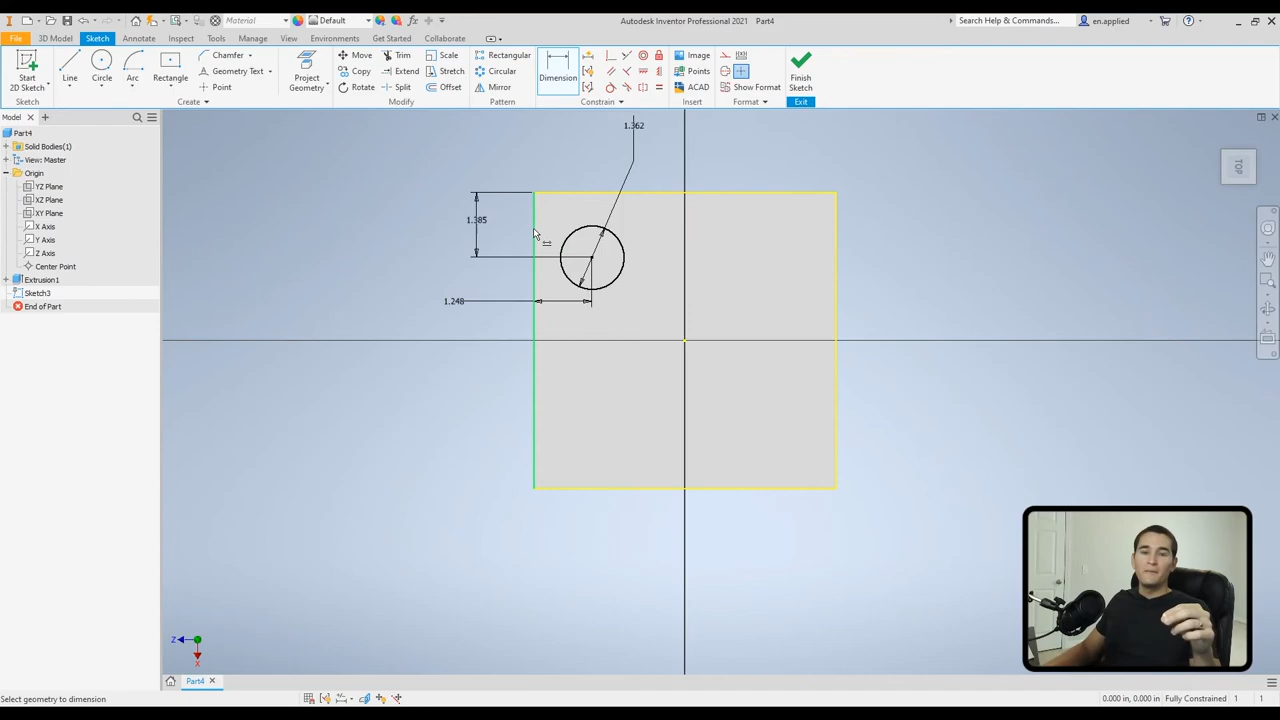 Material Default Autodesk Inventor Professional 2021 Part4 Search Help & Commands... en.applied
File 3D Model Sketch Annotate Inspect Tools Manage View Environments Get Started Collaborate
Start
2D Sketch
Line
Circle
Arc
Rectangle
Chamfer
Geometry Text
Point
Project
Geometry
Move
Copy
Rotate
Trim
Extend
Split
Scale
Stretch
Offset
Rectangular
Circular
Mirror
Dimension
Image
Points
ACAD
Show Format
Finish
Sketch
Sketch Create Modify Pattern Constrain Insert Format Exit
Model
Part4
Solid Bodies(1)
View: Master
Origin
YZ Plane
XZ Plane
XY Plane
X Axis
Y Axis
Z Axis
Center Point
Extrusion1
Sketch3
End of Part
1.362
1.385
1.248
TOP
Z
X
Part4
Select geometry to dimension 0.000 in, 0.000 in Fully Constrained 1 1